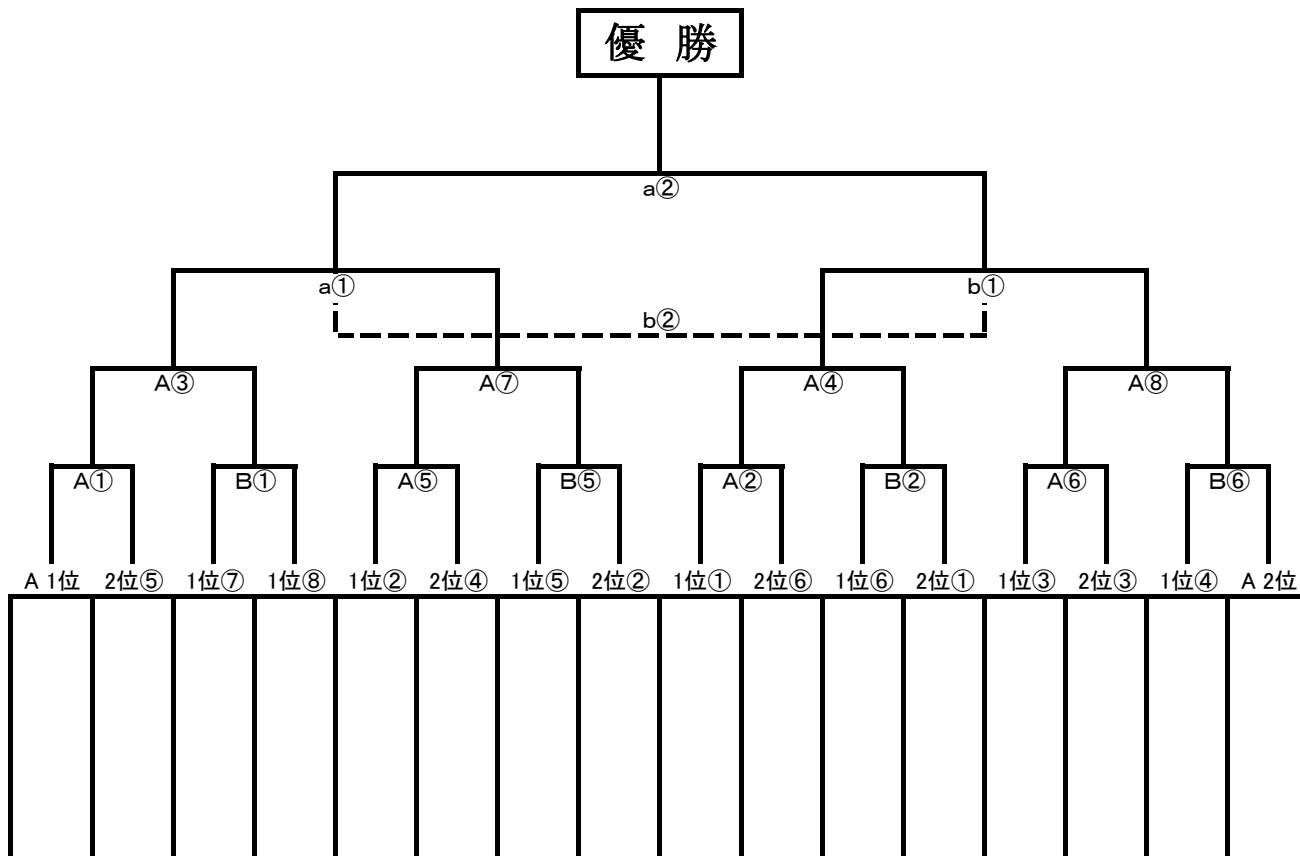 優 勝
a②
a① b①
b②
A③ A⑦ A④ A⑧
A① B① A⑤ B⑤ A② B② A⑥ B⑥
A 1位 2位⑤ 1位⑦ 1位⑧ 1位② 2位④ 1位⑤ 2位② 1位① 2位⑥ 1位⑥ 2位① 1位③ 2位③ 1位④ A 2位